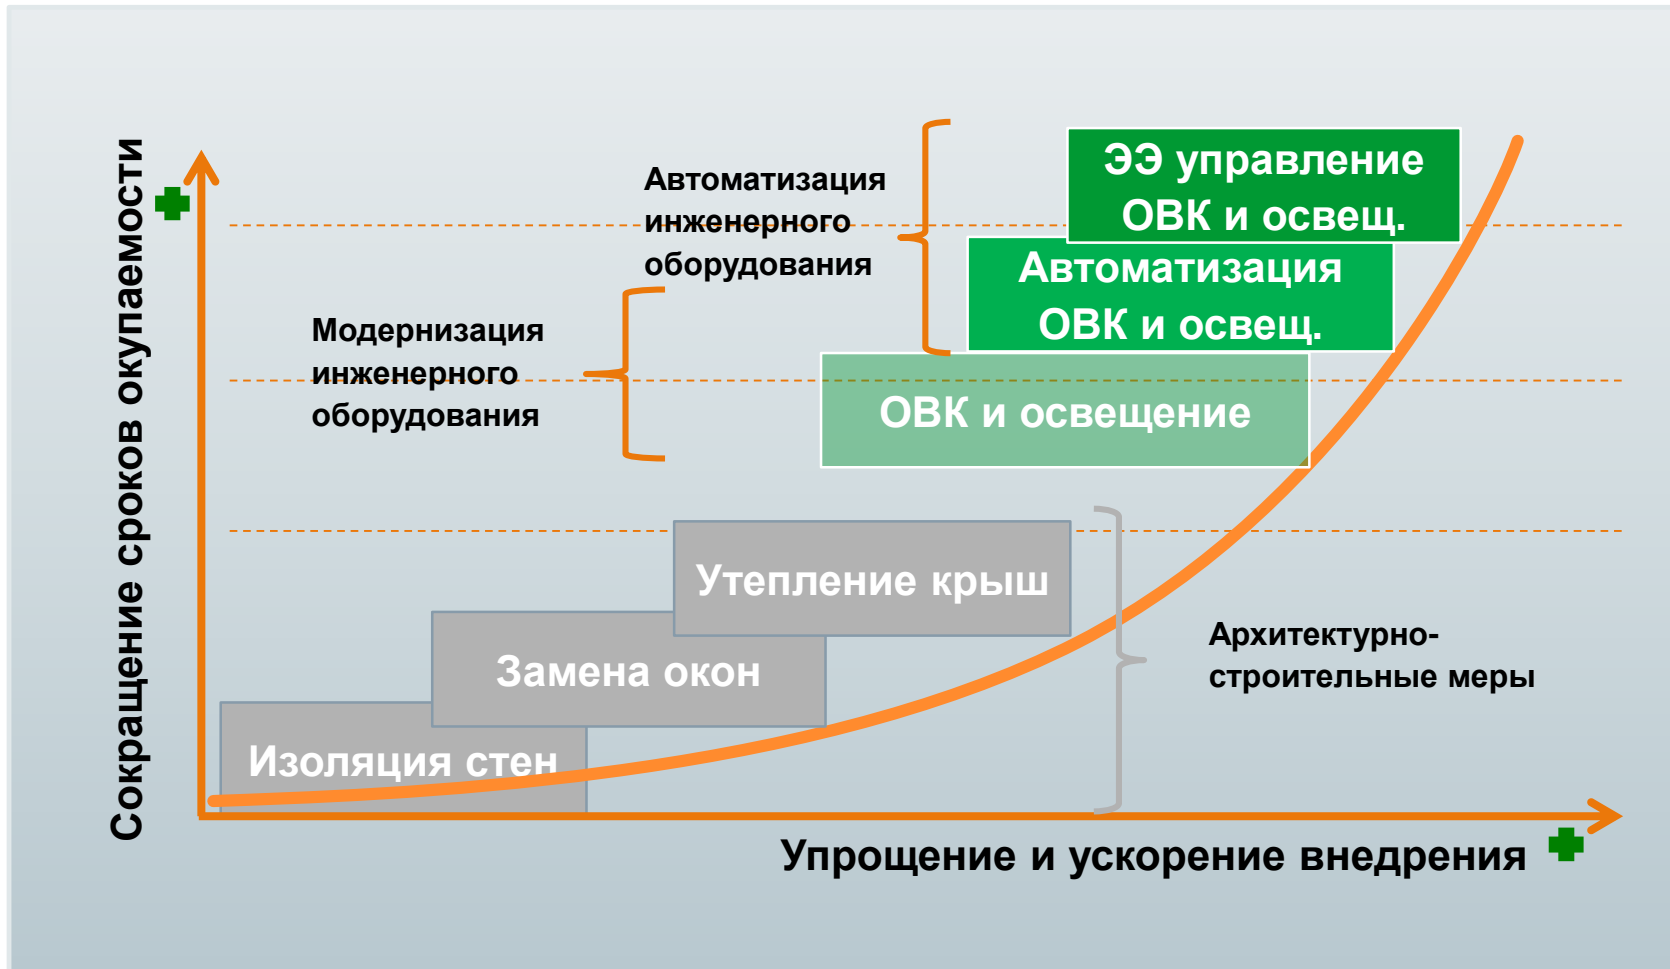 Сокращение сроков окупаемости
Автоматизация
инженерного
оборудования
ЭЭ управление
ОВК и освещ.
Автоматизация
ОВК и освещ.
Модернизация
инженерного
оборудования
ОВК и освещение
Утепление крыш
Замена окон
Изоляция стен
Архитектурно-
строительные меры
Упрощение и ускорение внедрения